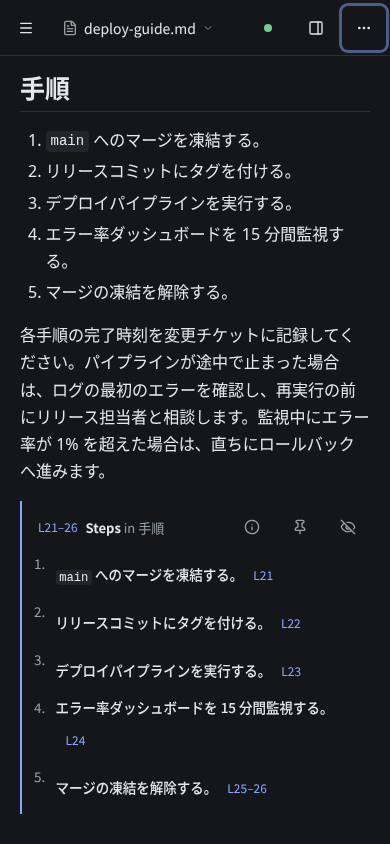 deploy-guide.md
手順
1. main へのマージを凍結する。
2. リリースコミットにタグを付ける。
3. デプロイパイプラインを実行する。
4. エラー率ダッシュボードを 15 分間監視す
る。
5. マージの凍結を解除する。
各手順の完了時刻を変更チケットに記録してく
ださい。パイプラインが途中で止まった場合
は、ログの最初のエラーを確認し、再実行の前
にリリース担当者と相談します。監視中にエラー
率が 1% を超えた場合は、直ちにロールバック
へ進みます。
L21–26 Steps in 手順
1. main へのマージを凍結する。 L21
2. リリースコミットにタグを付ける。 L22
3. デプロイパイプラインを実行する。 L23
4. エラー率ダッシュボードを 15 分間監視する。
L24
5. マージの凍結を解除する。 L25–26